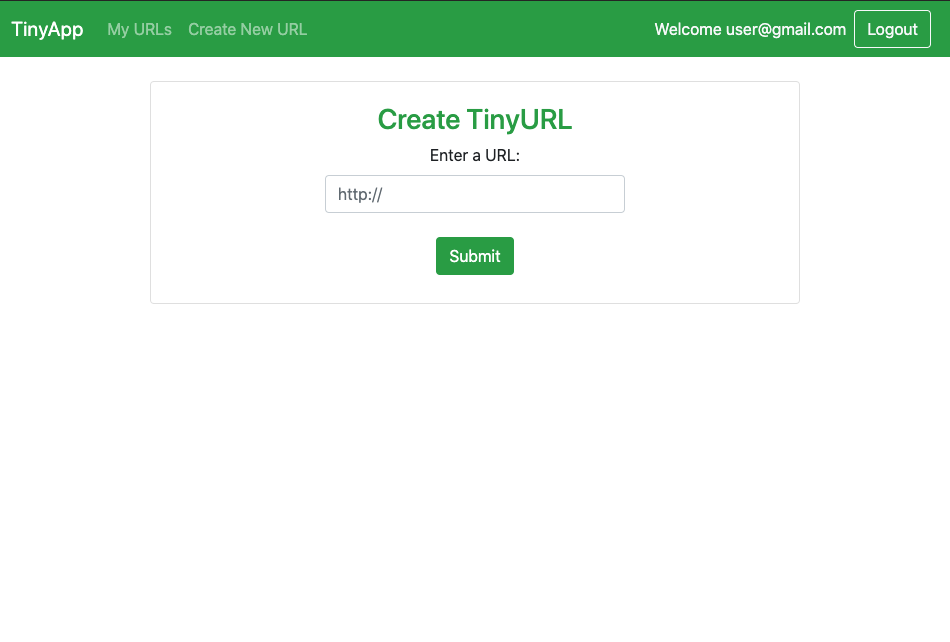 TinyApp My URLs Create New URL Welcome user@gmail.com Logout
Create TinyURL
Enter a URL:
http://
Submit